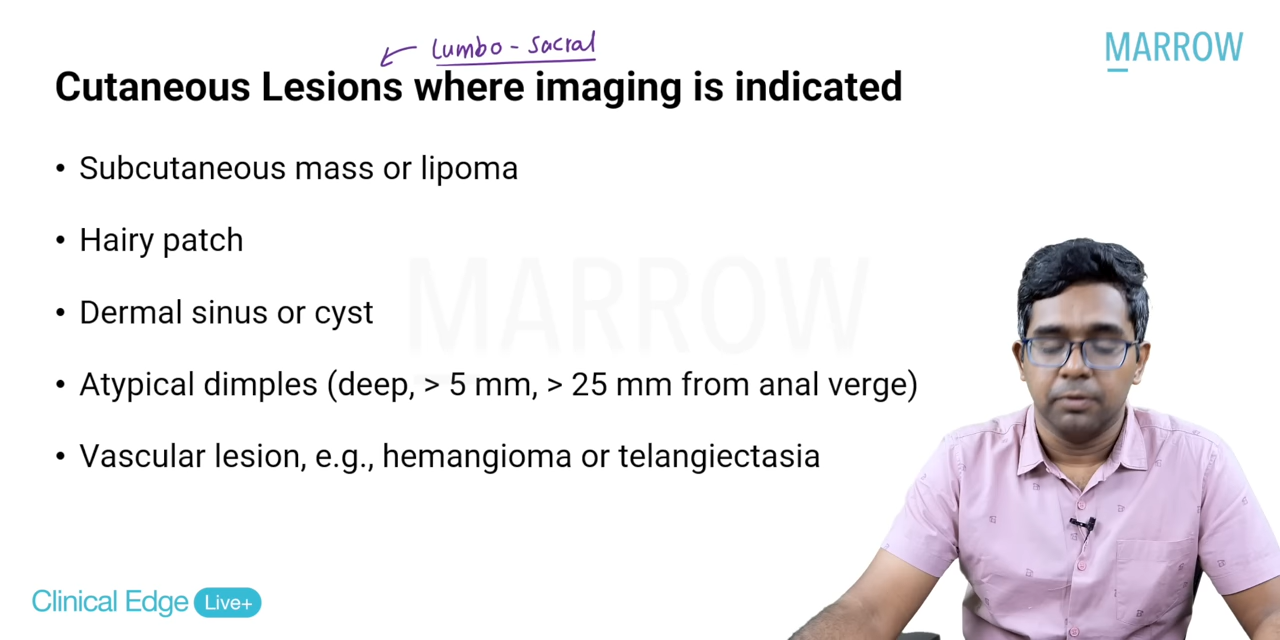 Lumbo - Sacral
MARROW
Cutaneous Lesions where imaging is indicated
• Subcutaneous mass or lipoma
• Hairy patch
• Dermal sinus or cyst
MARROW
• Atypical dimples (deep, > 5 mm, > 25 mm from anal verge)
• Vascular lesion, e.g., hemangioma or telangiectasia
Clinical Edge Live+